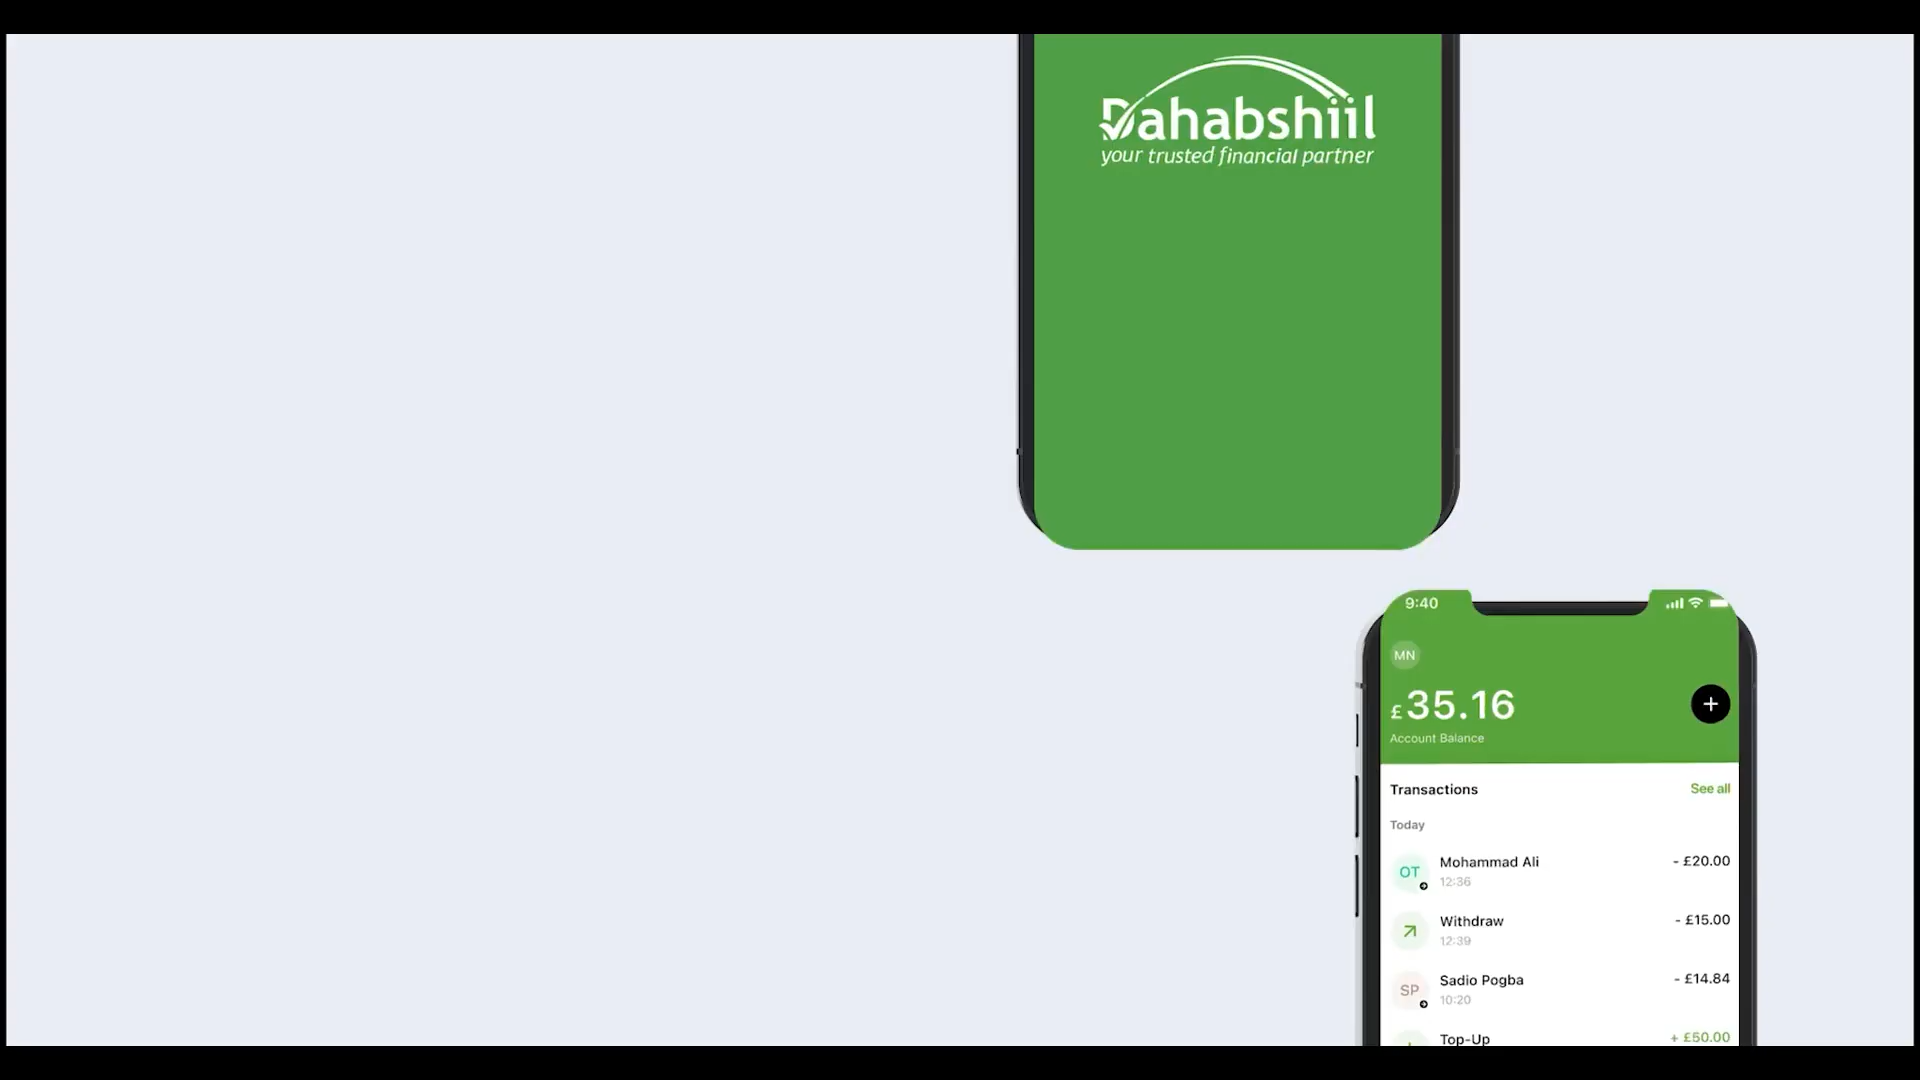 Dahabshiil
your trusted financial partner
9:40
MN
£35.16
+
Account Balance
Transactions See all
Today
OT Mohammad Ali - £20.00
12:36
Withdraw - £15.00
12:39
SP Sadio Pogba - £14.84
10:20
Top-Up + £50.00